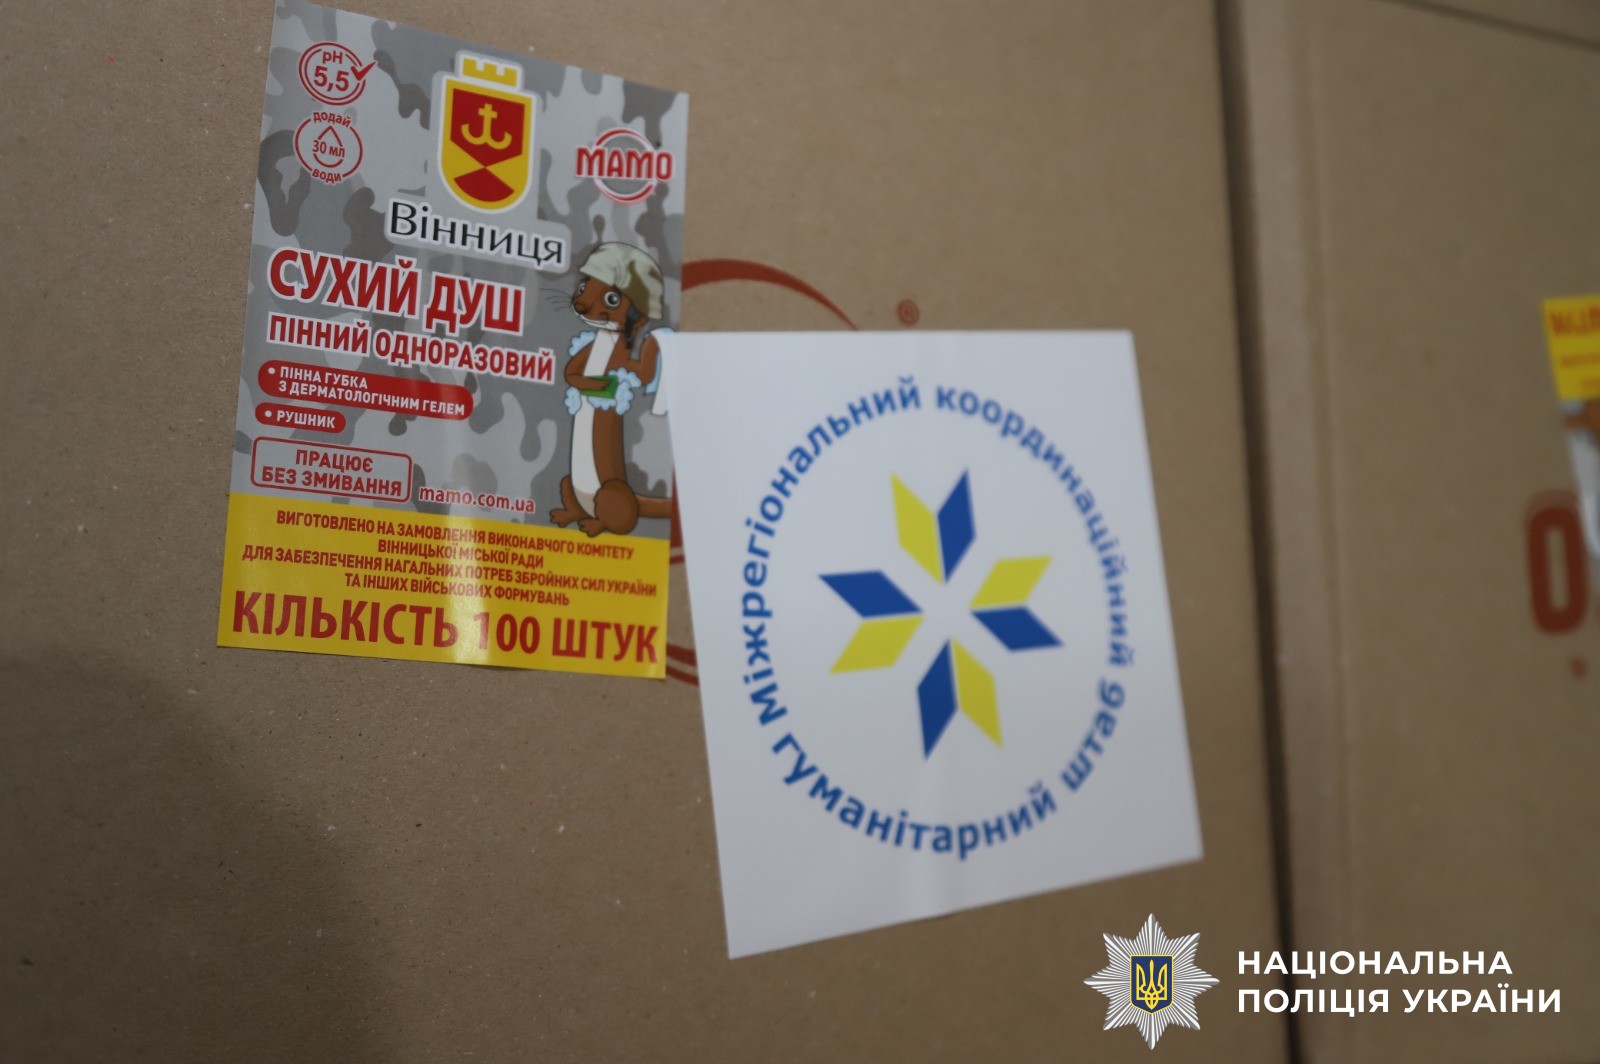 pH
5,5
додай
30 мл
води
МАМО
Вінниця
СУХИЙ ДУШ
ПІННИЙ ОДНОРАЗОВИЙ
• ПІННА ГУБКА
З ДЕРМАТОЛОГІЧНИМ ГЕЛЕМ
• РУШНИК
ПРАЦЮЄ
БЕЗ ЗМИВАННЯ
mamo.com.ua
ВИГОТОВЛЕНО НА ЗАМОВЛЕННЯ ВИКОНАВЧОГО КОМІТЕТУ
ВІННИЦЬКОЇ МІСЬКОЇ РАДИ
ДЛЯ ЗАБЕЗПЕЧЕННЯ НАГАЛЬНИХ ПОТРЕБ ЗБРОЙНИХ СИЛ УКРАЇНИ
ТА ІНШИХ ВІЙСЬКОВИХ ФОРМУВАНЬ
КІЛЬКІСТЬ 100 ШТУК
®
Міжрегіональний координаційний
гуманітарний штаб
НАЦІОНАЛЬНА
ПОЛІЦІЯ УКРАЇНИ